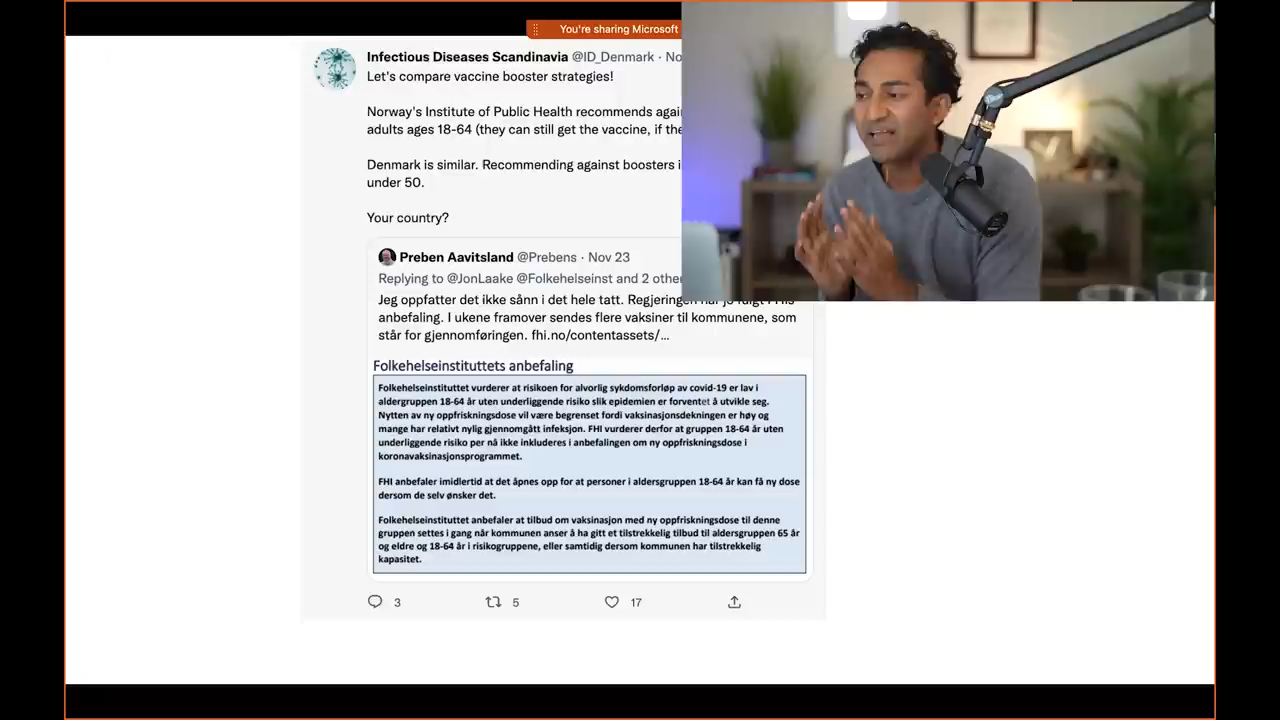 You're sharing Microsoft
Infectious Diseases Scandinavia @ID_Denmark · No
Let's compare vaccine booster strategies!
Norway's Institute of Public Health recommends agai
adults ages 18-64 (they can still get the vaccine, if the
Denmark is similar. Recommending against boosters i
under 50.
Your country?
Preben Aavitsland @Prebens · Nov 23
Replying to @JonLaake @Folkehelseinst and 2 other
Jeg oppfatter det ikke sånn i det hele tatt. Regjeringen har jo fulgt FHIs
anbefaling. I ukene framover sendes flere vaksiner til kommunene, som
står for gjennomføringen. fhi.no/contentassets/…
Folkehelseinstituttets anbefaling
Folkehelseinstituttet vurderer at risikoen for alvorlig sykdomsforløp av covid-19 er lav i
aldergruppen 18-64 år uten underliggende risiko slik epidemien er forventet å utvikle seg.
Nytten av ny oppfriskningsdose vil være begrenset fordi vaksinasjonsdekningen er høy og
mange har relativt nylig gjennomgått infeksjon. FHI vurderer derfor at gruppen 18-64 år uten
underliggende risiko per nå ikke inkluderes i anbefalingen om ny oppfriskningsdose i
koronavaksinasjonsprogrammet.
FHI anbefaler imidlertid at det åpnes opp for at personer i aldersgruppen 18-64 år kan få ny dose
dersom de selv ønsker det.
Folkehelseinstituttet anbefaler at tilbud om vaksinasjon med ny oppfriskningsdose til denne
gruppen settes i gang når kommunen anser å ha gitt et tilstrekkelig tilbud til aldersgruppen 65 år
og eldre og 18-64 år i risikogruppene, eller samtidig dersom kommunen har tilstrekkelig
kapasitet.
3
5
17